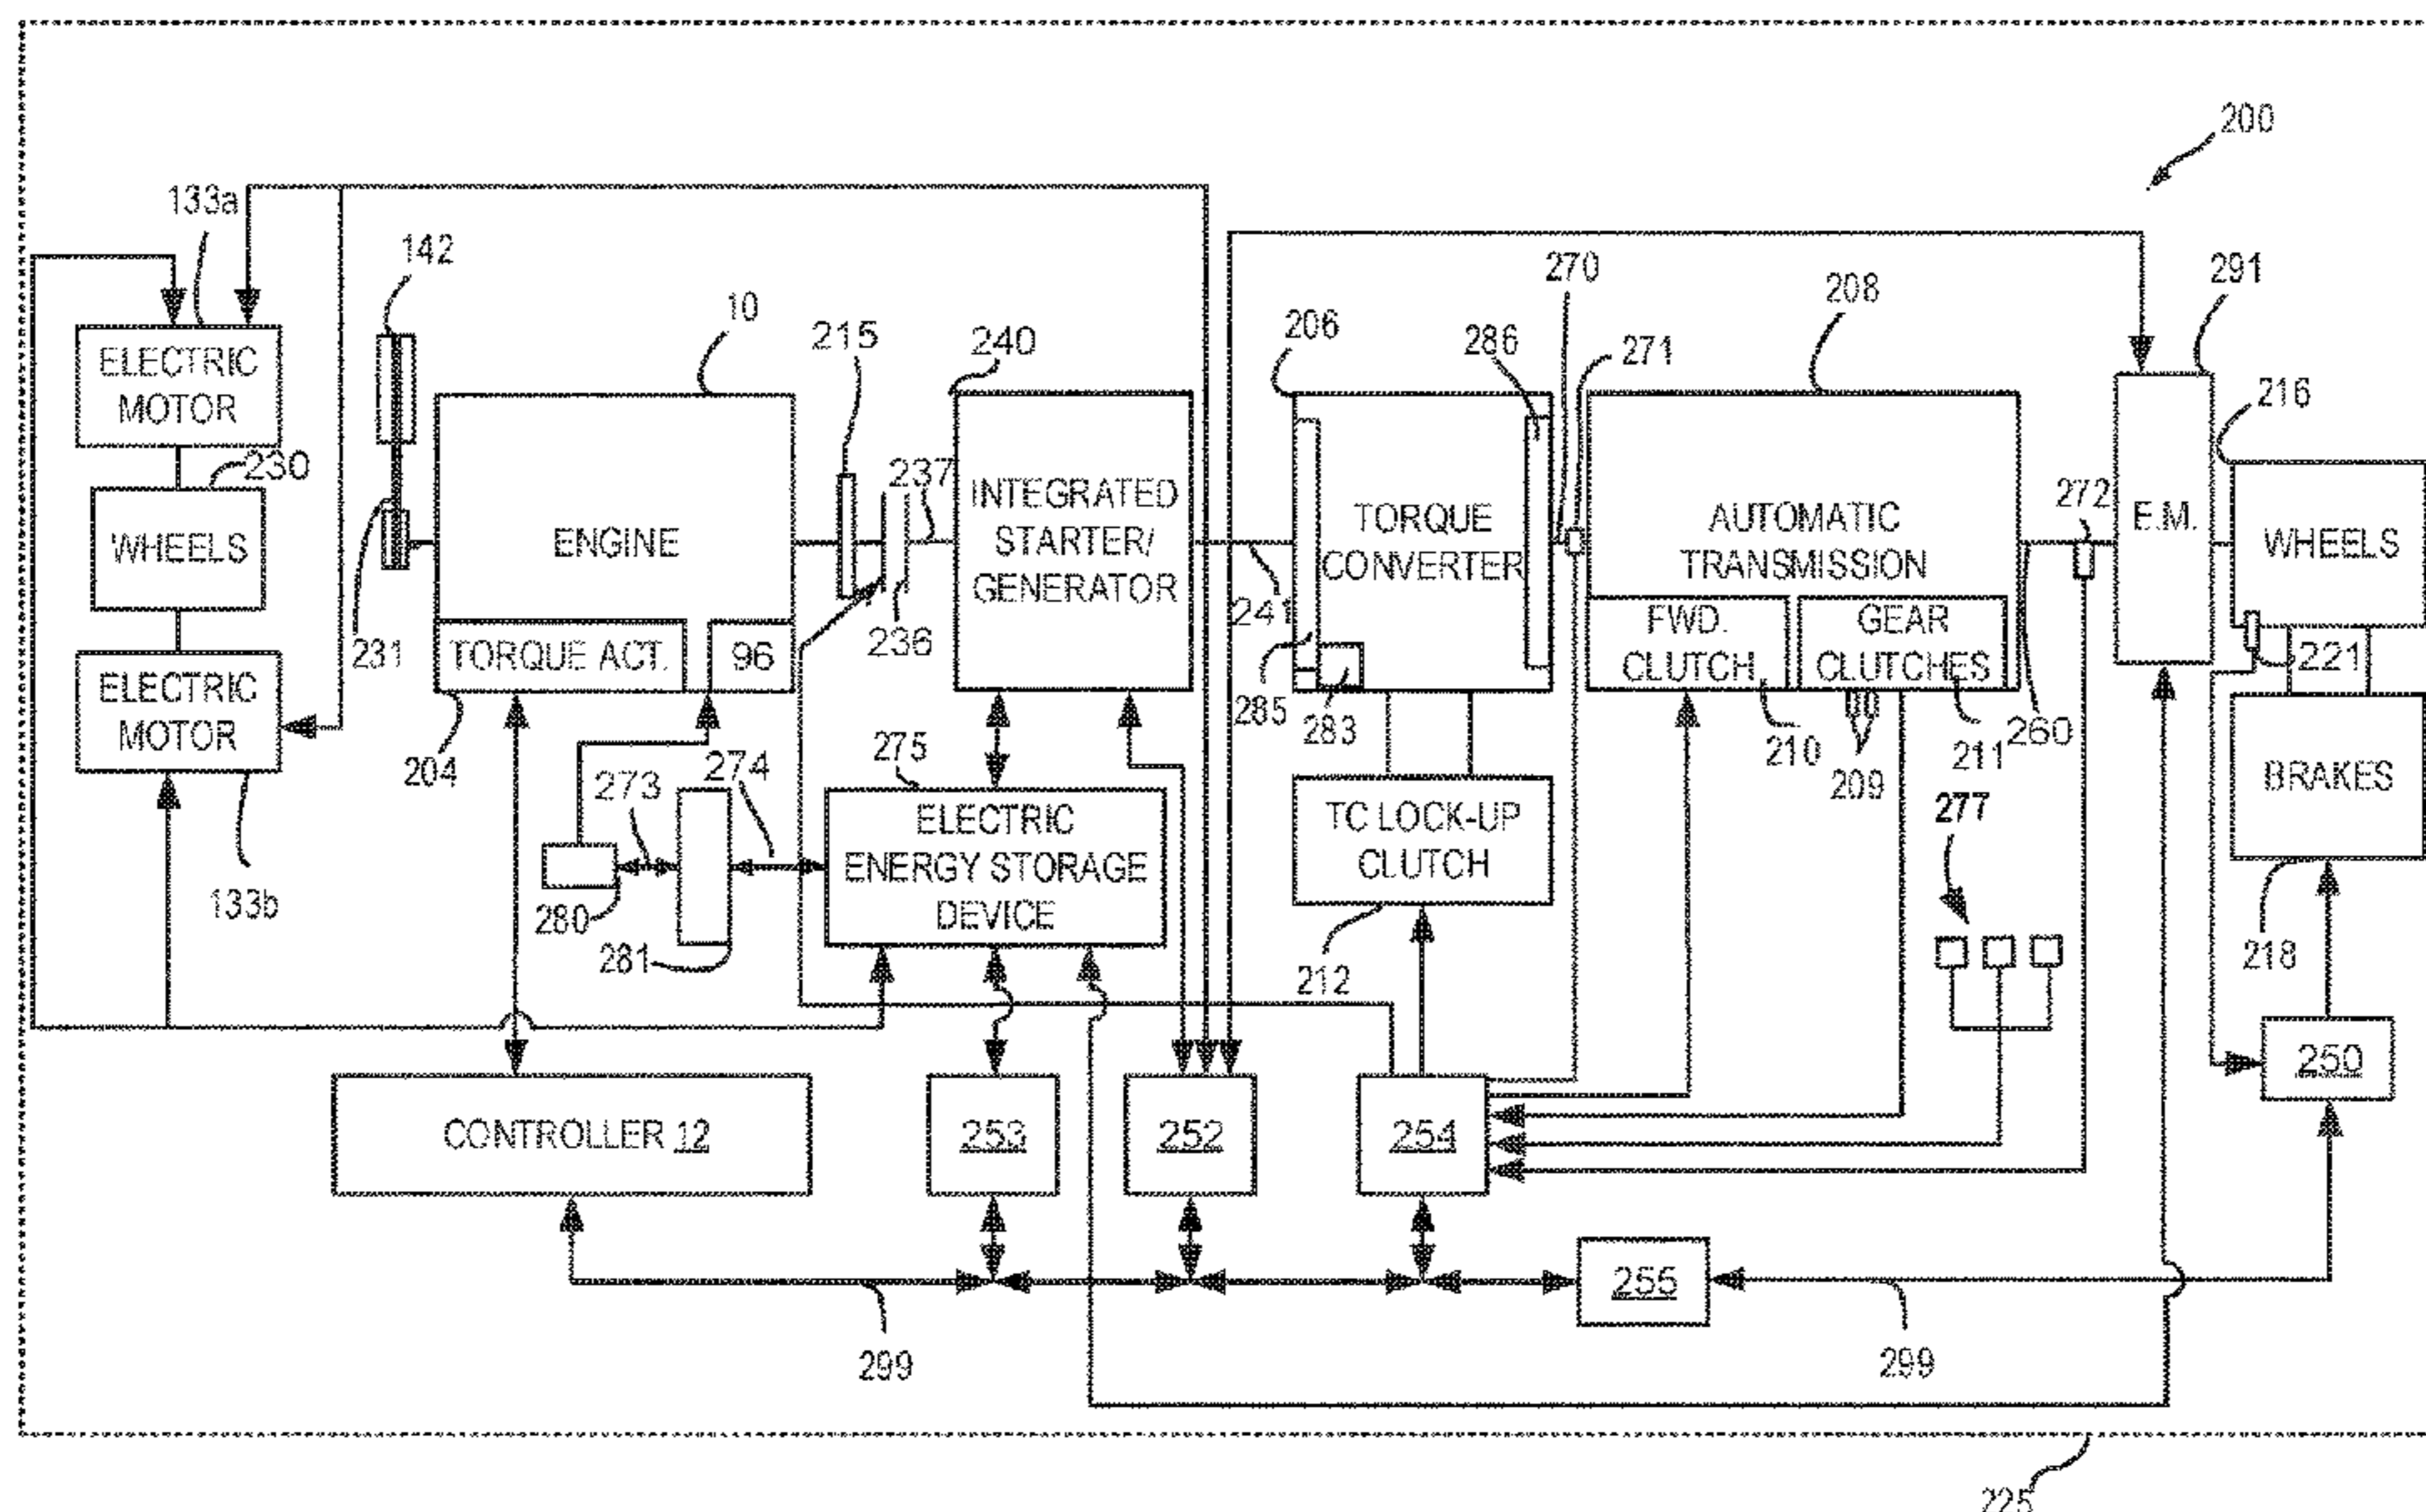 200
133a
142
10
215
240
206
286
270
271
208
291
216
ELECTRIC
MOTOR
230
WHEELS
231
ELECTRIC
MOTOR
133b
ENGINE
TORQUE ACT.
96
204
237
236
INTEGRATED
STARTER/
GENERATOR
241
TORQUE
CONVERTER
285
283
AUTOMATIC
TRANSMISSION
FWD.
CLUTCH
GEAR
CLUTCHES
210
209
211
260
272
E.M.
WHEELS
221
BRAKES
218
277
273
274
275
280
281
ELECTRIC
ENERGY STORAGE
DEVICE
TC LOCK-UP
CLUTCH
212
250
CONTROLLER 12
253
252
254
255
299
299
225